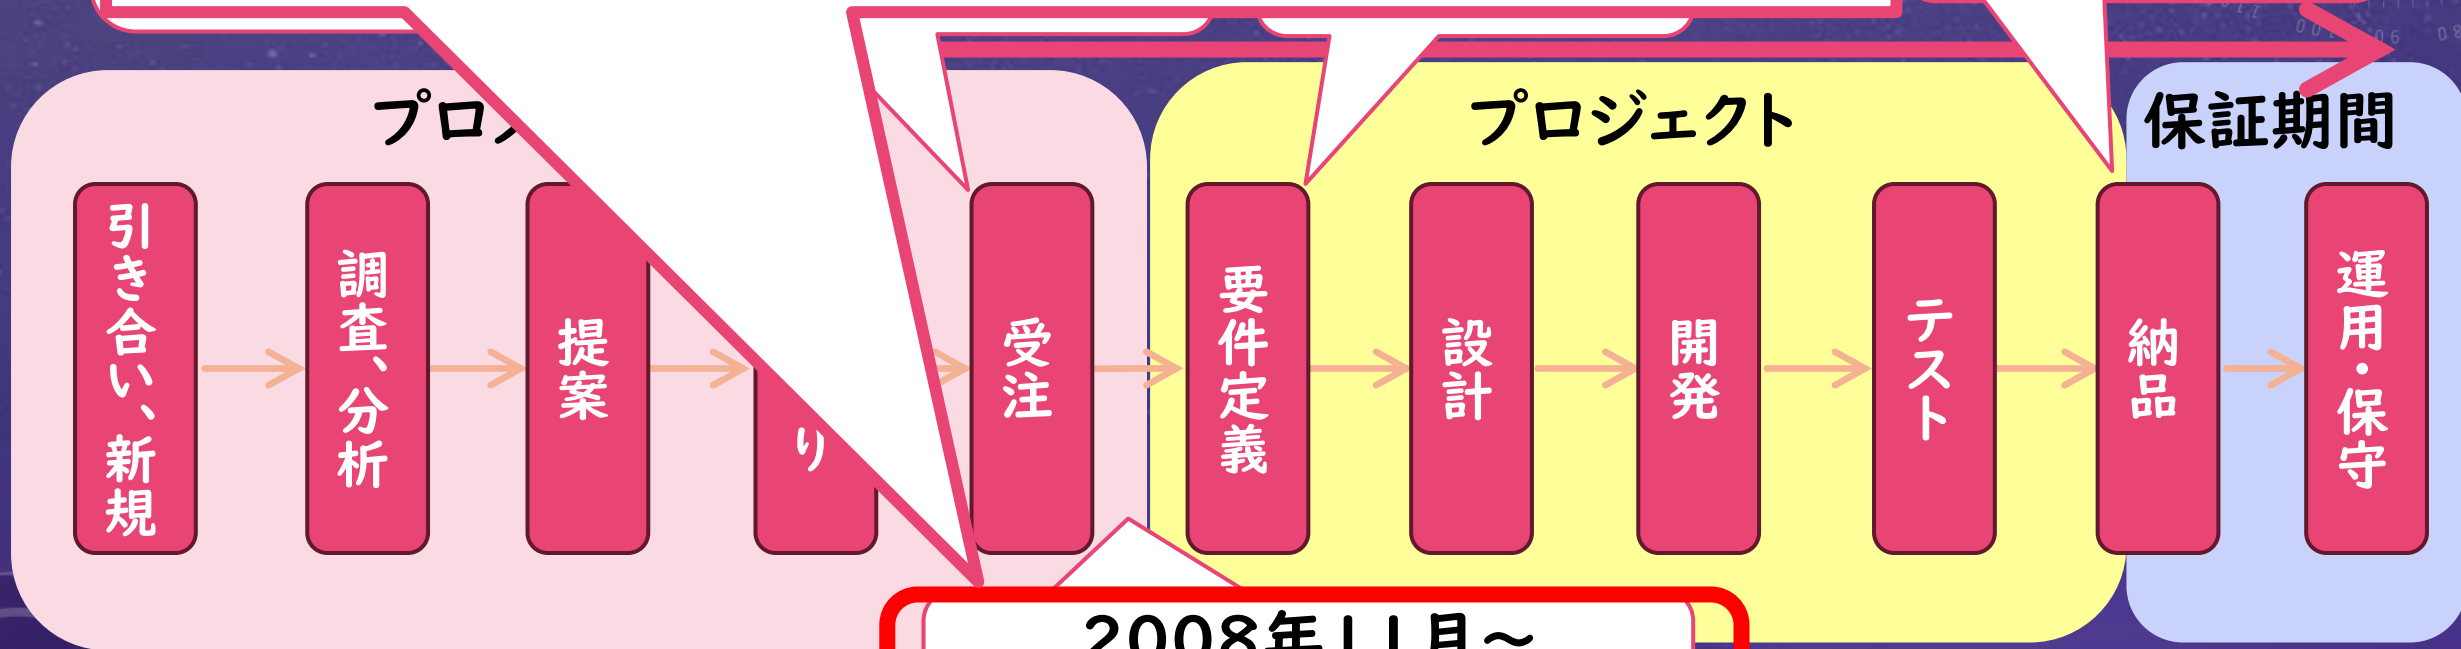 プロ
プロジェクト
保証期間
引き合い、新規
調査、分析
提案
り
受注
要件定義
設計
開発
テスト
納品
運用・保守
2008年11月～